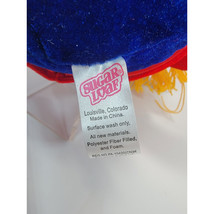 SUGAR
LOAF
Louisville, Colorado
Made in China.
Surface wash only.
All new materials.
Polyester Fiber Filled,
and Foam.